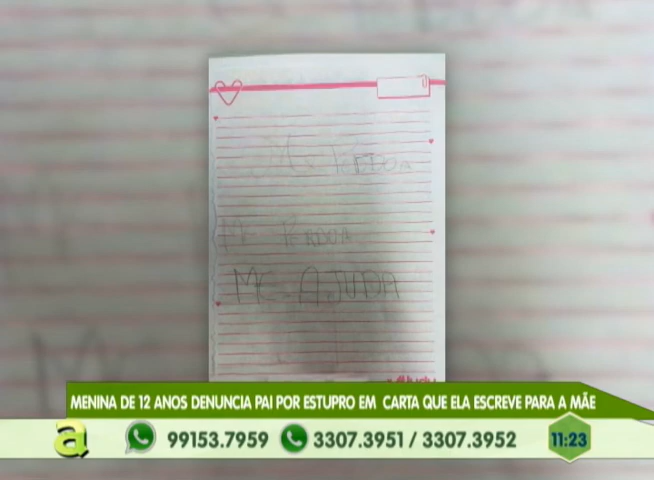 Me PERDOA
Me PERDOA
Me AJUDA
MENINA DE 12 ANOS DENUNCIA PAI POR ESTUPRO EM CARTA QUE ELA ESCREVE PARA A MÃE
a 99153.7959 3307.3951 / 3307.3952 11:23